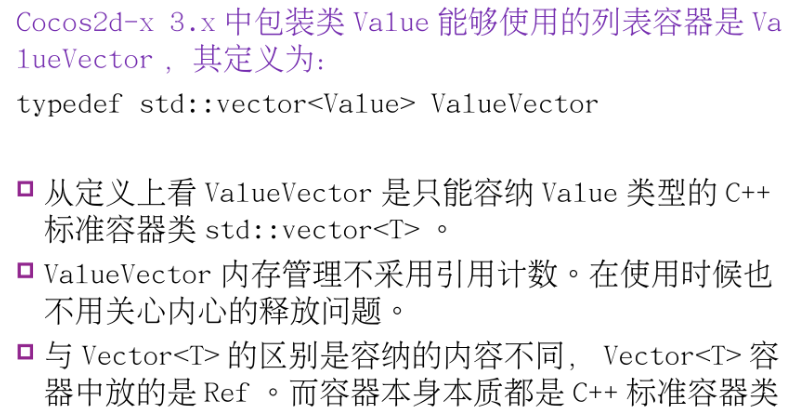 Cocos2d-x 3.x 中包装类 Value 能够使用的列表容器是 Va
lueVector ，其定义为：
typedef std::vector<Value> ValueVector
从定义上看 ValueVector 是只能容纳 Value 类型的 C++
标准容器类 std::vector<T> 。
ValueVector 内存管理不采用引用计数。在使用时候也
不用关心内心的释放问题。
与 Vector<T> 的区别是容纳的内容不同， Vector<T> 容
器中放的是 Ref 。而容器本身本质都是 C++ 标准容器类